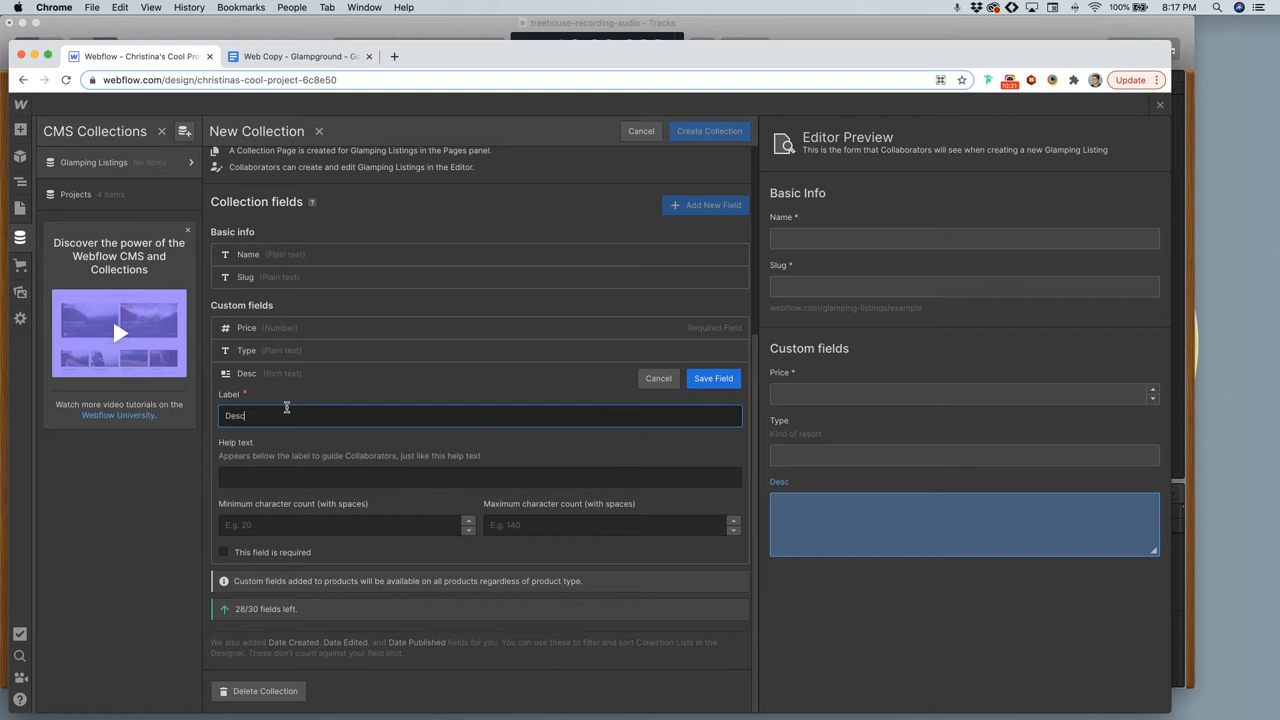 Chrome File Edit View History Bookmarks People Tab Window Help
100% Sun 8:17 PM
treehouse-recording-audio – Tracks
Webflow - Christina's Cool Pro
Web Copy - Glampground - Go
webflow.com/design/christinas-cool-project-6c8e50
10:21
Update
CMS Collections
Glamping Listings No items
Projects 4 items
Discover the power of the
Webflow CMS and
Collections
Watch more video tutorials on the
Webflow University.
New Collection
Cancel
Create Collection
A Collection Page is created for Glamping Listings in the Pages panel.
Collaborators can create and edit Glamping Listings in the Editor.
Collection fields ?
+ Add New Field
Basic info
Name (Plain text)
Slug (Plain text)
Custom fields
Price (Number) Required Field
Type (Plain text)
Desc (Rich text)
Cancel
Save Field
Label *
Desc
Help text
Appears below the label to guide Collaborators, just like this help text
Minimum character count (with spaces)
E.g. 20
Maximum character count (with spaces)
E.g. 140
This field is required
Custom fields added to products will be available on all products regardless of product type.
28/30 fields left.
We also added Date Created, Date Edited, and Date Published fields for you. You can use these to filter and sort Collection Lists in the
Designer. These don't count against your field limit.
Delete Collection
Editor Preview
This is the form that Collaborators will see when creating a new Glamping Listing
Basic Info
Name *
Slug *
webflow.com/glamping-listings/example
Custom fields
Price *
Type
Kind of resort
Desc